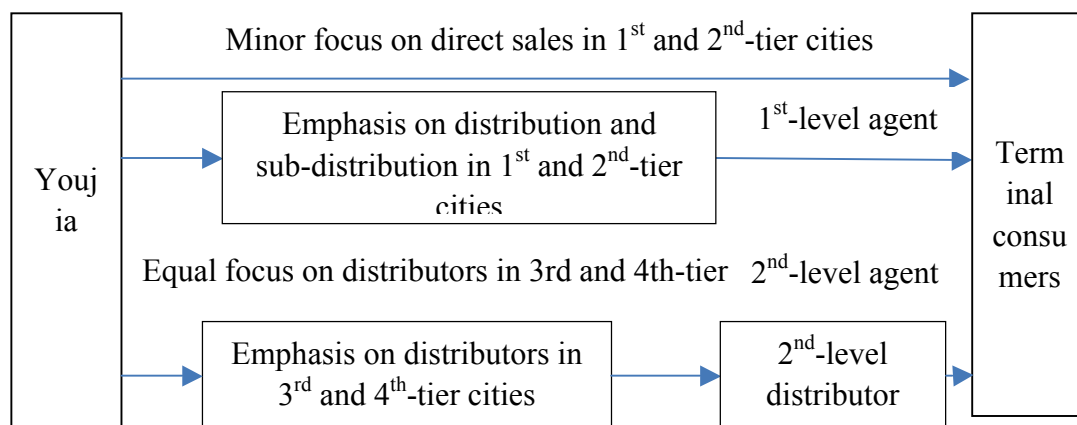 Minor focus on direct sales in 1st and 2nd-tier cities
Emphasis on distribution and
sub-distribution in 1st and 2nd-tier
cities
1st-level agent
Youj
ia
Term
inal
consu
mers
Equal focus on distributors in 3rd and 4th-tier
2nd-level agent
Emphasis on distributors in
3rd and 4th-tier cities
2nd-level
distributor